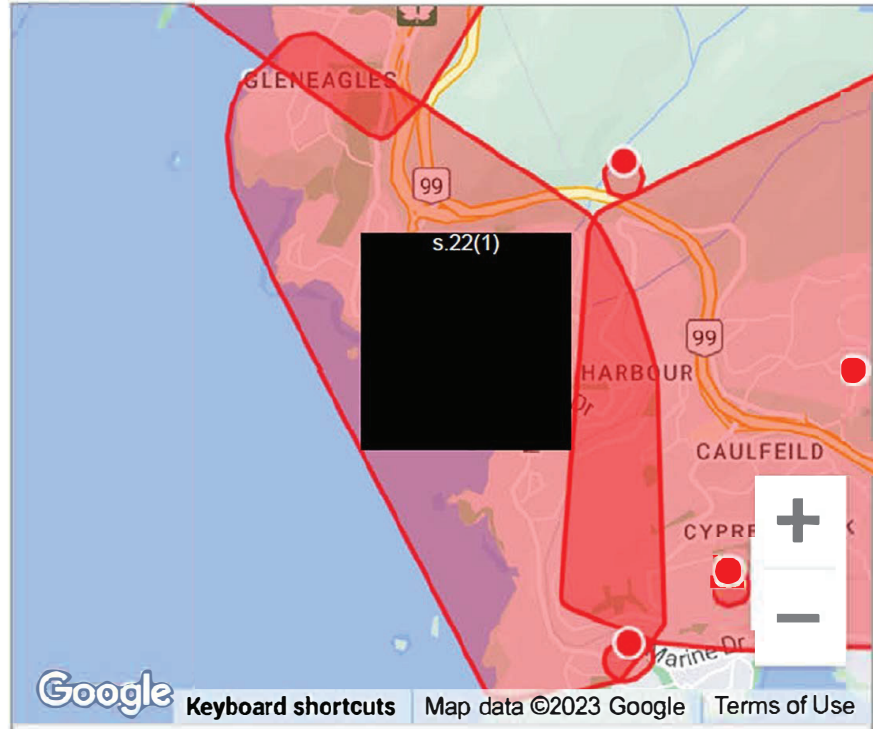 GLENEAGLES
99
s.22(1)
99
HARBOUR
Dr
CAULFEILD
CYPRE K
+
−
Marine Dr
Google
Keyboard shortcuts
Map data ©2023 Google
Terms of Use